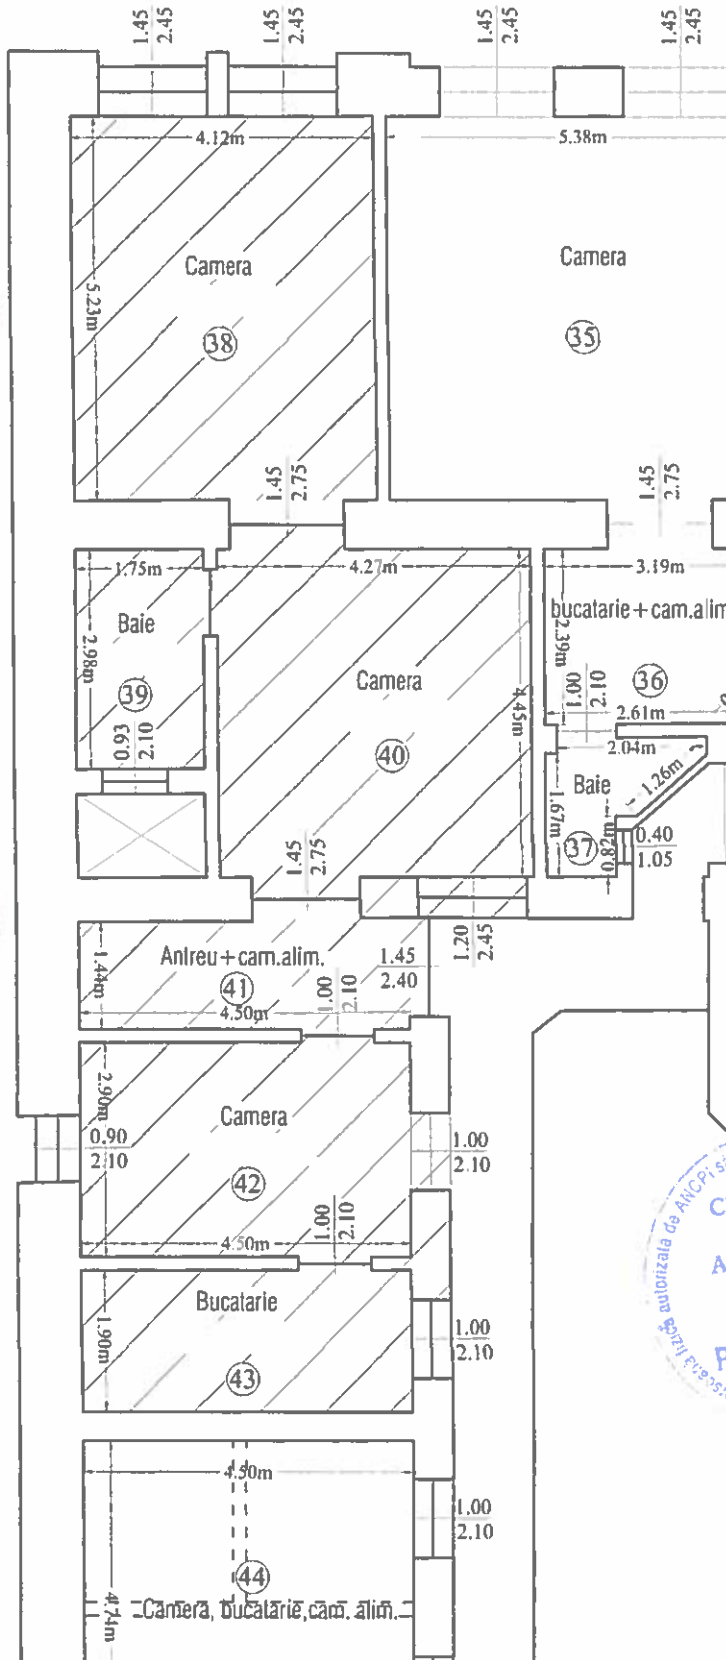 1.45
2.45
1.45
2.45
1.45
2.45
1.45
2.45
4.12m
5.38m
Camera
5.23m
38
Camera
35
1.45
2.75
1.45
2.75
1.75m
4.27m
3.19m
Baie
2.98m
39
0.93
2.10
Camera
4.45m
40
bucatarie+cam.alim
2.39m
36
1.00
2.10
2.61m
2.04m
Baie
1.26m
1.67m
37
0.82m
0.40
1.05
1.45
2.75
1.20
2.45
Antreu+cam.alim.
1.44m
41
4.50m
1.45
2.40
1.00
2.10
2.90m
Camera
0.90
2.10
42
1.00
2.10
1.00
2.10
4.50m
Bucatarie
1.90m
43
1.00
2.10
4.50m
1.00
2.10
44
4.74m
Camera, bucatarie,cam. alim.
autorizata de ANCPI
C
A
P